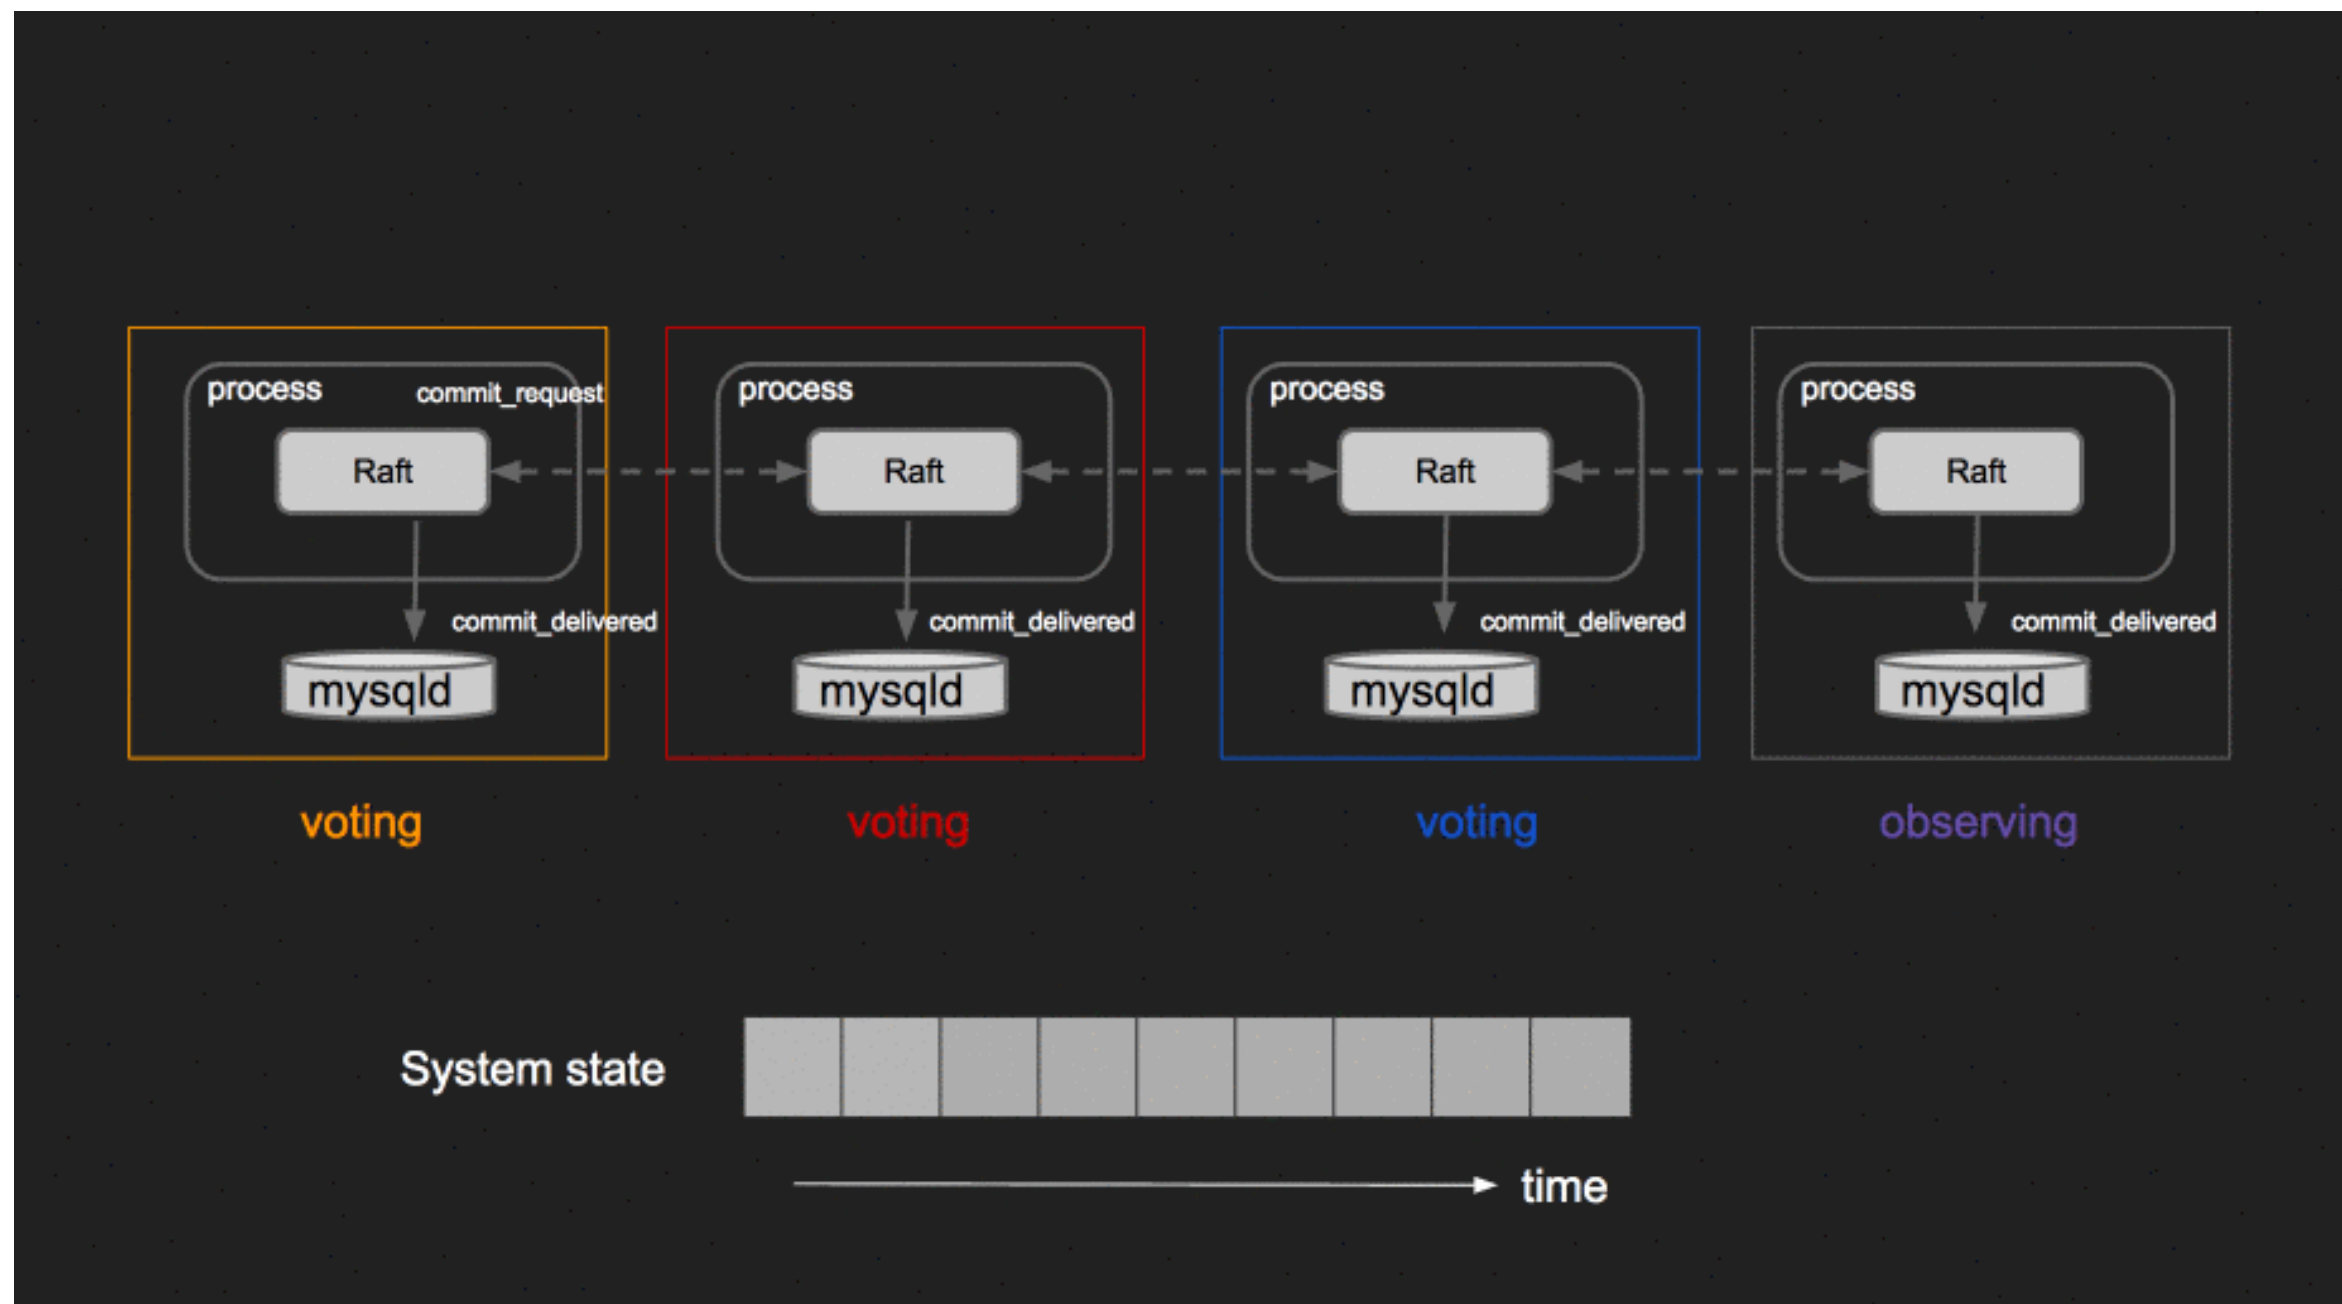 process
commit_request
process
process
process
Raft
Raft
Raft
Raft
commit_delivered
commit_delivered
commit_delivered
commit_delivered
mysqld
mysqld
mysqld
mysqld
voting
voting
voting
observing
System state
time